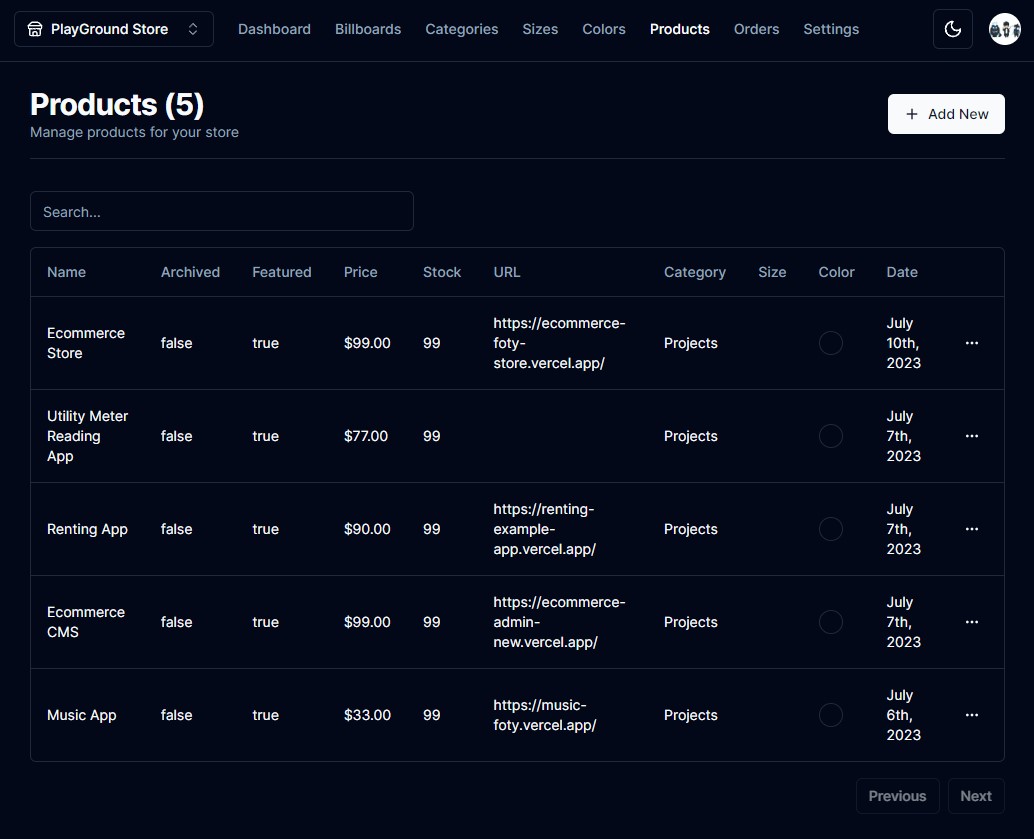 PlayGround Store Dashboard Billboards Categories Sizes Colors Products Orders Settings
Products (5)
Manage products for your store
+ Add New
Search...
Name Archived Featured Price Stock URL Category Size Color Date
Ecommerce
Store
false true $99.00 99
https://ecommerce-
foty-
store.vercel.app/
Projects
July
10th,
2023
Utility Meter
Reading
App
false true $77.00 99
Projects
July
7th,
2023
Renting App
false true $90.00 99
https://renting-
example-
app.vercel.app/
Projects
July
7th,
2023
Ecommerce
CMS
false true $99.00 99
https://ecommerce-
admin-
new.vercel.app/
Projects
July
7th,
2023
Music App
false true $33.00 99
https://music-
foty.vercel.app/
Projects
July
6th,
2023
Previous Next